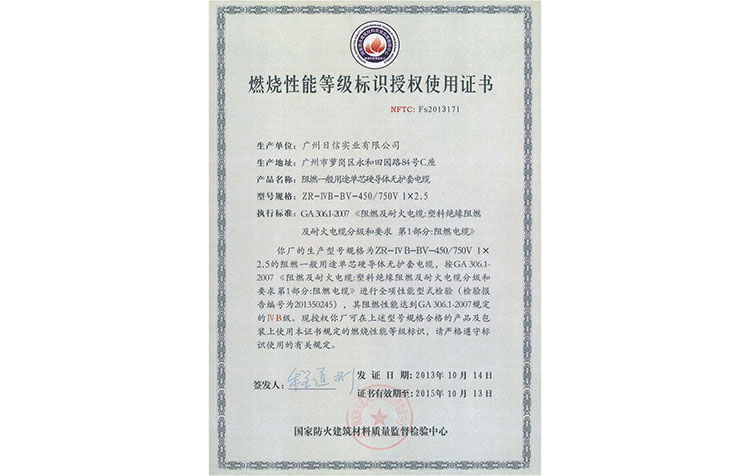 燃烧性能等级标识授权使用证书
NFTC: Fs2013171
生产单位: 广州日信实业有限公司
生产地址: 广州市萝岗区永和田园路84号C座
产品名称: 阻燃一般用途单芯硬导体无护套电缆
型号规格: ZR-ⅣB-BV-450/750V 1×2.5
执行标准: GA 306.1-2007 《阻燃及耐火电缆:塑料绝缘阻燃
及耐火电缆分级和要求 第1部分:阻燃电缆》
你厂的生产型号规格为ZR-ⅣB-BV-450/750V 1×
2.5的阻燃一般用途单芯硬导体无护套电缆，按GA 306.1-
2007 《阻燃及耐火电缆:塑料绝缘阻燃及耐火电缆分级和
要求第1部分:阻燃电缆》进行全项性能型式检验（检验报
告编号为201350245），其阻燃性能达到GA 306.1-2007规定
的ⅣB级。现授权你厂可在上述型号规格合格的产品及包
装上使用本证书规定的燃烧性能等级标识，请严格遵守标
识使用的有关规定。
发证日期: 2013年 10月 14日
签发人:
证书有效期至: 2015年 10月 13日
国家防火建筑材料质量监督检验中心